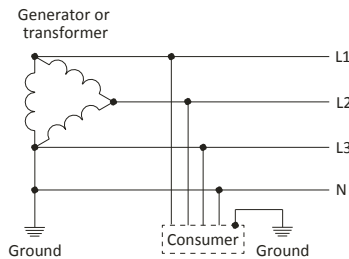 Generator or
transformer
L1
L2
L3
N
Consumer
Ground
Ground